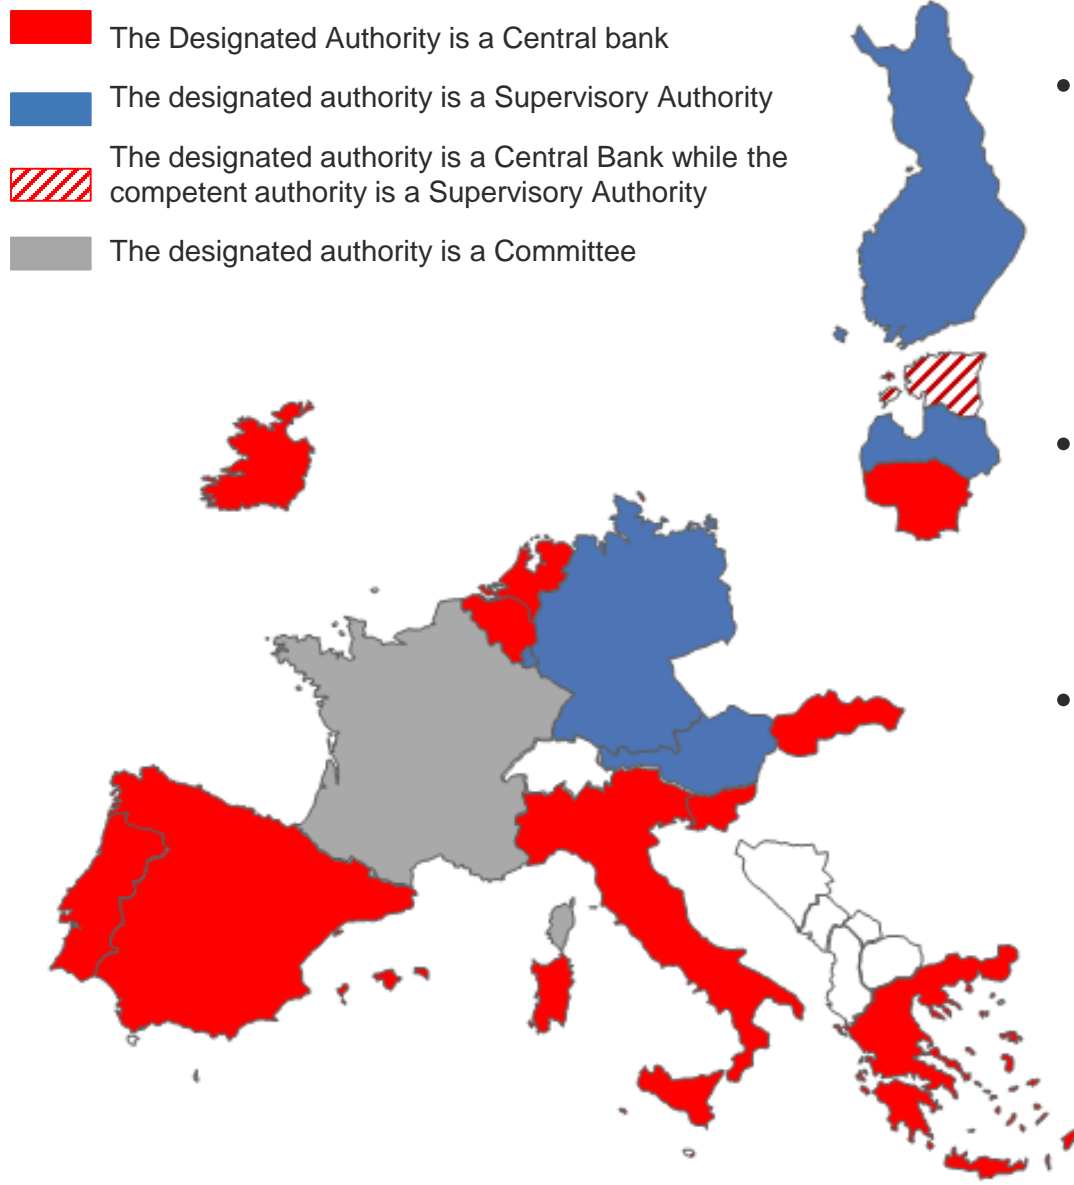 The Designated Authority is a Central bank
The designated authority is a Supervisory Authority
The designated authority is a Central Bank while the
competent authority is a Supervisory Authority
The designated authority is a Committee